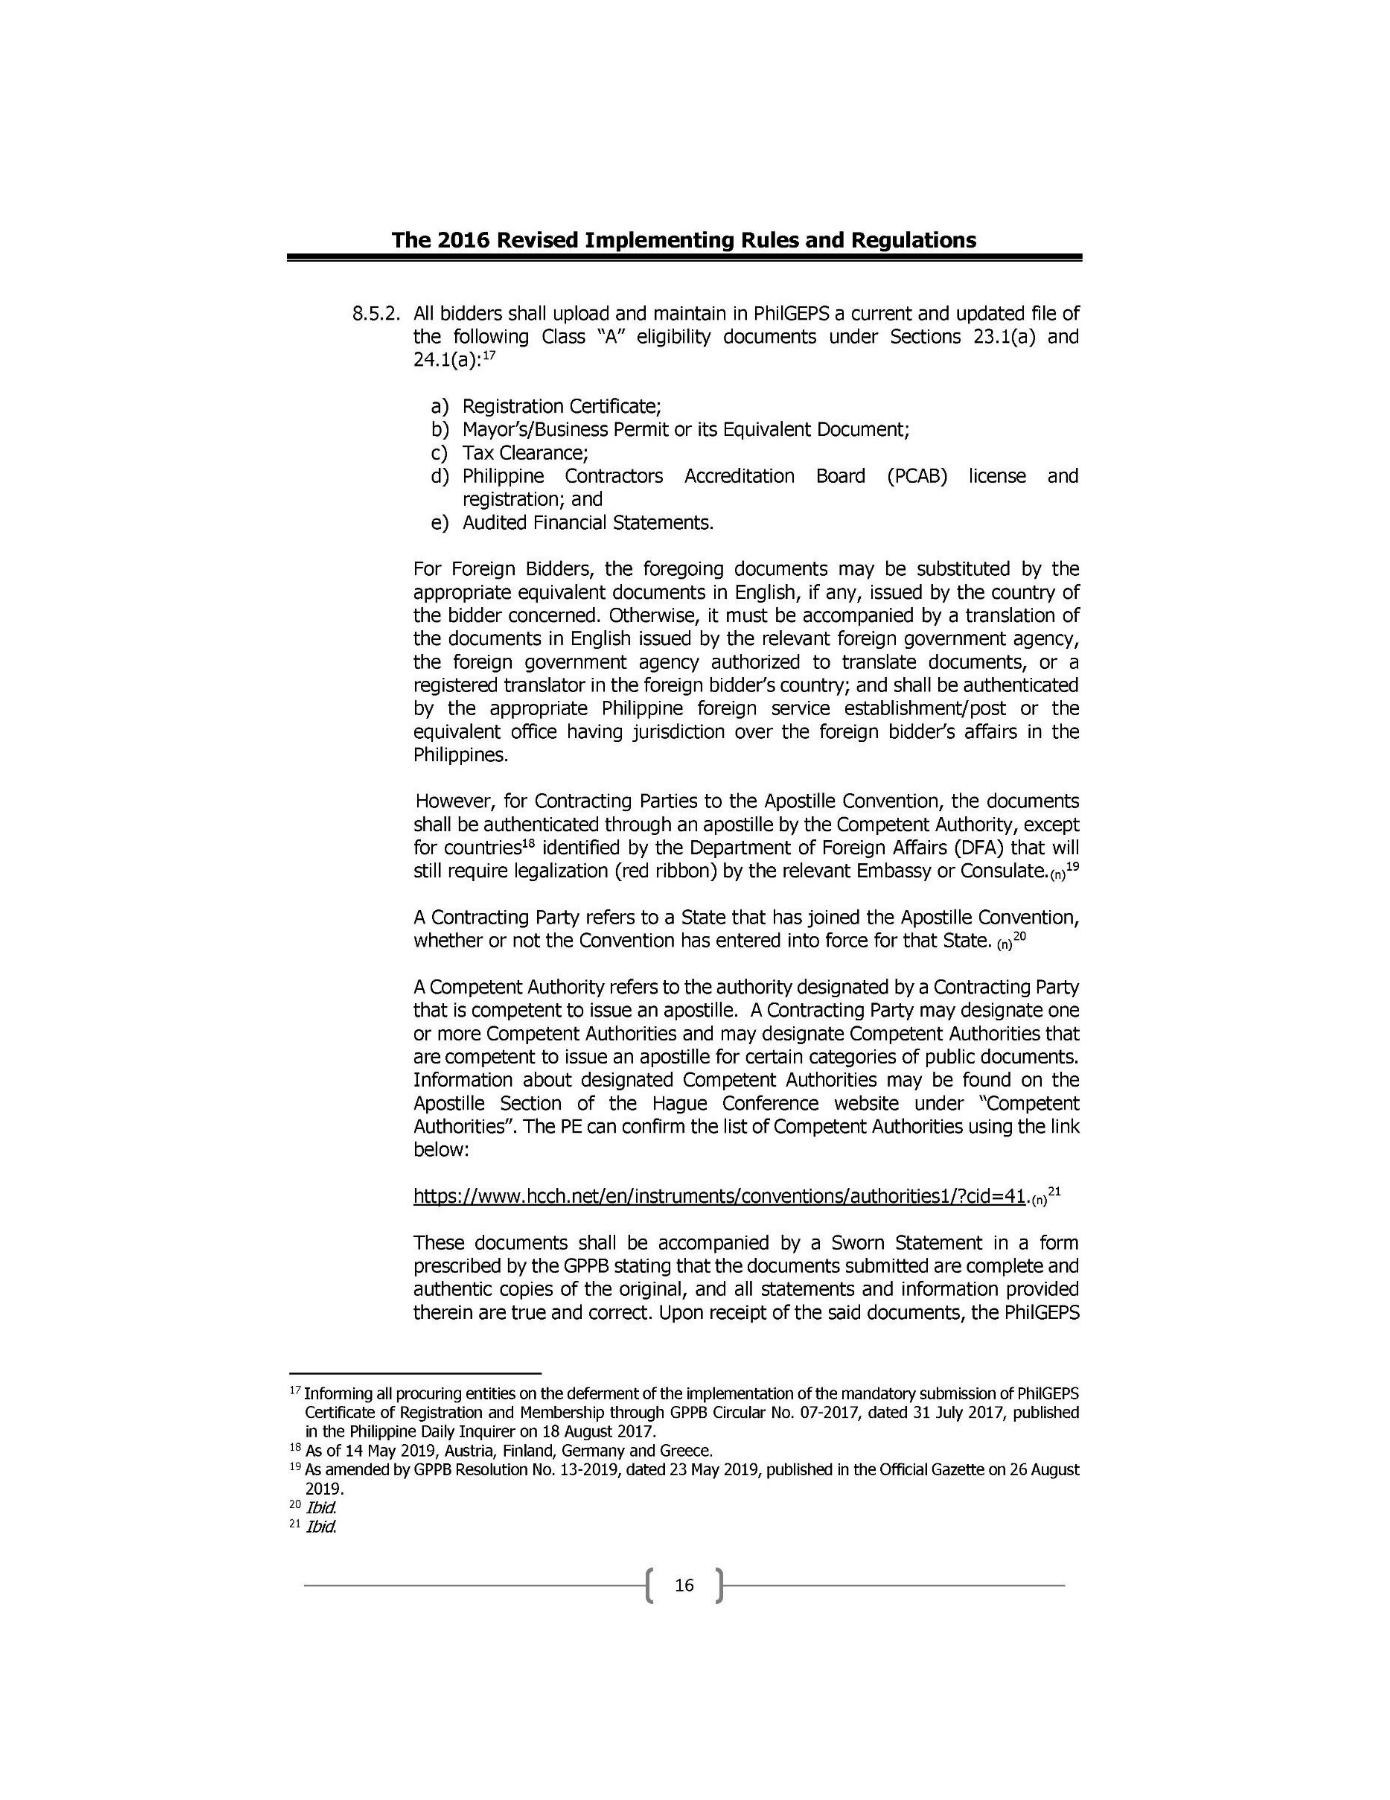 The 2016 Revised Implementing Rules and Regulations
8.5.2. All bidders shall upload and maintain in PhilGEPS a current and updated file of
the following Class "A" eligibility documents under Sections 23.1(a) and
24.1(a):17
a) Registration Certificate;
b) Mayor's/Business Permit or its Equivalent Document;
c) Tax Clearance;
d) Philippine Contractors Accreditation Board (PCAB) license and
registration; and
e) Audited Financial Statements.
For Foreign Bidders, the foregoing documents may be substituted by the
appropriate equivalent documents in English, if any, issued by the country of
the bidder concerned. Otherwise, it must be accompanied by a translation of
the documents in English issued by the relevant foreign government agency,
the foreign government agency authorized to translate documents, or a
registered translator in the foreign bidder's country; and shall be authenticated
by the appropriate Philippine foreign service establishment/post or the
equivalent office having jurisdiction over the foreign bidder's affairs in the
Philippines.
However, for Contracting Parties to the Apostille Convention, the documents
shall be authenticated through an apostille by the Competent Authority, except
for countries18 identified by the Department of Foreign Affairs (DFA) that will
still require legalization (red ribbon) by the relevant Embassy or Consulate.(n)19
A Contracting Party refers to a State that has joined the Apostille Convention,
whether or not the Convention has entered into force for that State. (n)20
A Competent Authority refers to the authority designated by a Contracting Party
that is competent to issue an apostille. A Contracting Party may designate one
or more Competent Authorities and may designate Competent Authorities that
are competent to issue an apostille for certain categories of public documents.
Information about designated Competent Authorities may be found on the
Apostille Section of the Hague Conference website under "Competent
Authorities". The PE can confirm the list of Competent Authorities using the link
below:
https://www.hcch.net/en/instruments/conventions/authorities1/?cid=41.(n)21
These documents shall be accompanied by a Sworn Statement in a form
prescribed by the GPPB stating that the documents submitted are complete and
authentic copies of the original, and all statements and information provided
therein are true and correct. Upon receipt of the said documents, the PhilGEPS
17 Informing all procuring entities on the deferment of the implementation of the mandatory submission of PhilGEPS
Certificate of Registration and Membership through GPPB Circular No. 07-2017, dated 31 July 2017, published
in the Philippine Daily Inquirer on 18 August 2017.
18 As of 14 May 2019, Austria, Finland, Germany and Greece.
19 As amended by GPPB Resolution No. 13-2019, dated 23 May 2019, published in the Official Gazette on 26 August
2019.
20 Ibid.
21 Ibid.
16